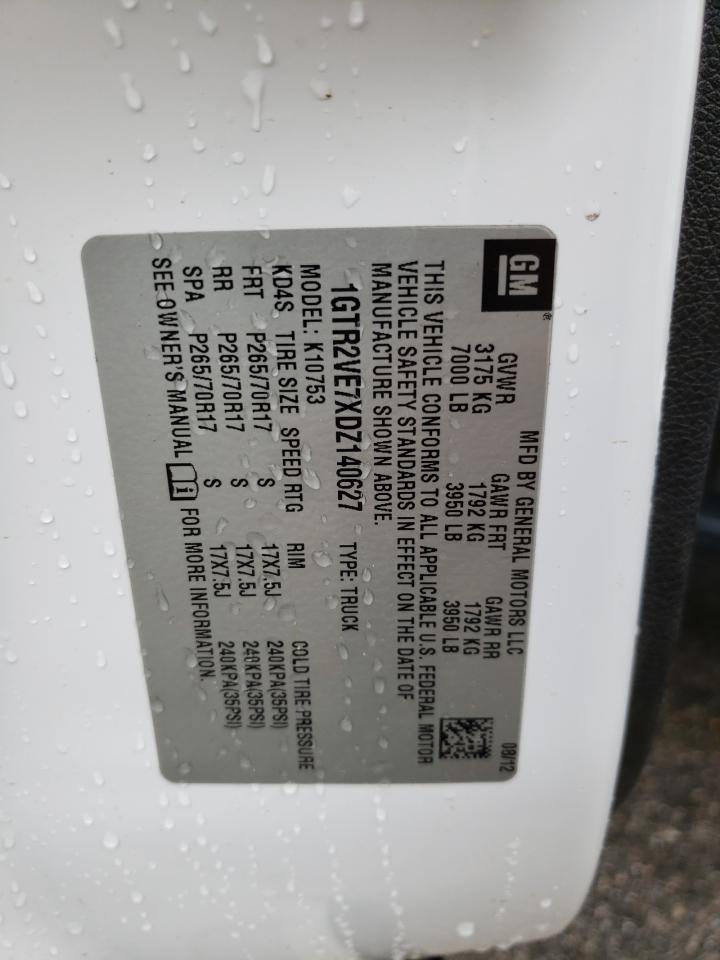 GM®
MFD BY GENERAL MOTORS LLC 08/12
GVWR GAWR FRT GAWR RR
3175 KG 1792 KG 1792 KG
7000 LB 3950 LB 3950 LB
THIS VEHICLE CONFORMS TO ALL APPLICABLE U.S. FEDERAL MOTOR
VEHICLE SAFETY STANDARDS IN EFFECT ON THE DATE OF
MANUFACTURE SHOWN ABOVE.
1GTR2VE7XDZ140627 TYPE: TRUCK
MODEL: K10753
KD4S TIRE SIZE SPEED RTG RIM COLD TIRE PRESSURE
FRT P265/70R17 S 17X7.5J 240KPA(35PSI)
RR P265/70R17 S 17X7.5J 240KPA(35PSI)
SPA P265/70R17 S 17X7.5J 240KPA(35PSI)
SEE OWNER'S MANUAL i FOR MORE INFORMATION.